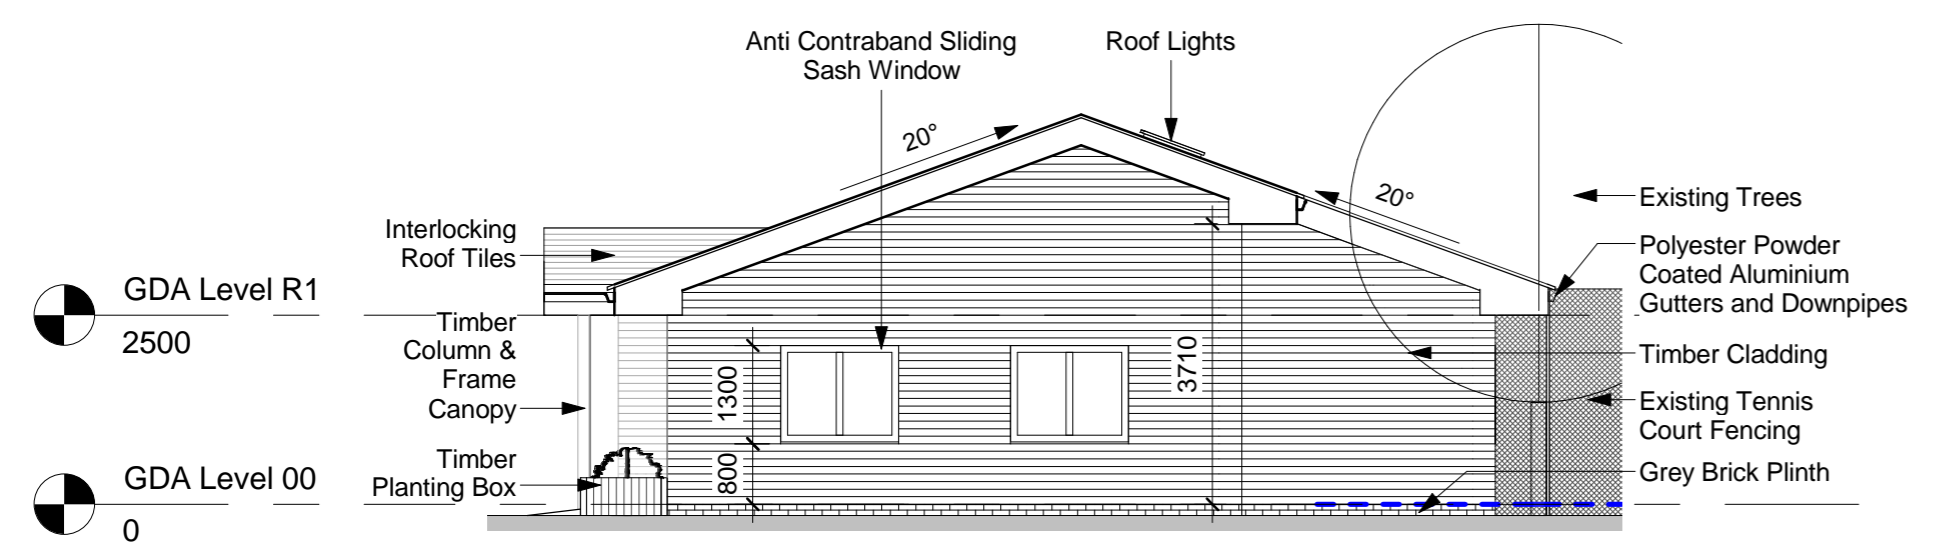 Anti Contraband Sliding
Sash Window
Roof Lights
20°
20°
Interlocking
Roof Tiles
GDA Level R1
2500
Timber
Column &
Frame
Canopy
GDA Level 00
0
Timber
Planting Box
1300
800
3710
Existing Trees
Polyester Powder
Coated Aluminium
Gutters and Downpipes
Timber Cladding
Existing Tennis
Court Fencing
Grey Brick Plinth